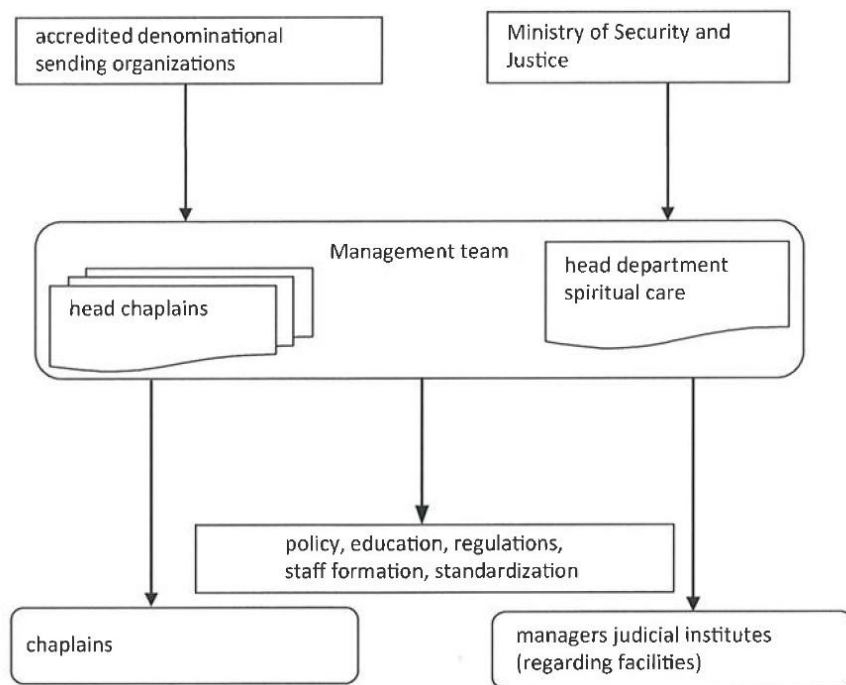 accredited denominational
sending organizations
Ministry of Security and
Justice
Management team
head chaplains
head department
spiritual care
policy, education, regulations,
staff formation, standardization
chaplains
managers judicial institutes
(regarding facilities)